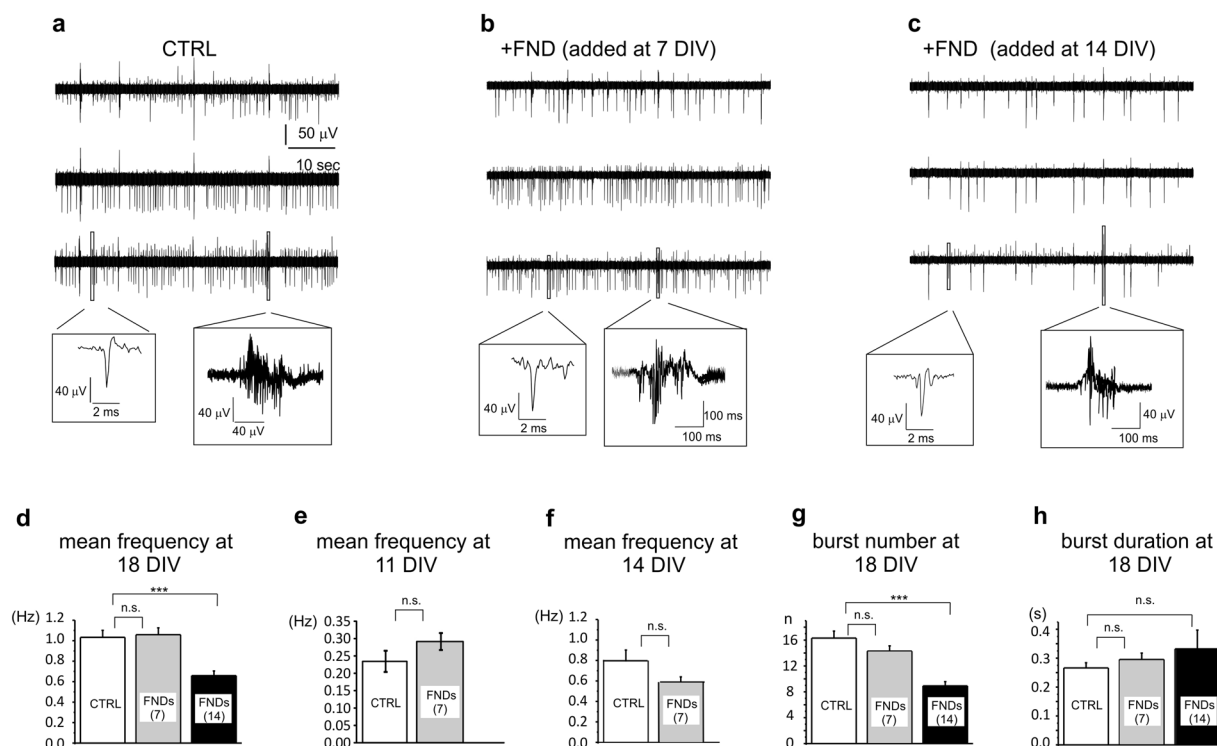 a
CTRL
50 µV
10 sec
40 µV
2 ms
40 µV
b
+FND (added at 7 DIV)
40 µV
2 ms
100 ms
100 ms
c
+FND (added at 14 DIV)
40 µV
2 ms
40 µV
100 ms
d
mean frequency at
18 DIV
(Hz)
***
n.s.
1.2
1.0
0.8
0.6
0.4
0.2
0.0
CTRL
FNDs
(7)
FNDs
(14)
e
mean frequency at
11 DIV
(Hz)
n.s.
0.35
0.30
0.25
0.20
0.15
0.10
0.05
0.00
CTRL
FNDs
(7)
f
mean frequency at
14 DIV
(Hz)
n.s.
1.2
1.0
0.8
0.6
0.4
0.2
0.0
CTRL
FNDs
(7)
g
burst number at
18 DIV
n
***
n.s.
16
12
8
4
0
CTRL
FNDs
(7)
FNDs
(14)
h
burst duration at
18 DIV
(s)
n.s.
n.s.
0.4
0.3
0.2
0.1
0.0
CTRL
FNDs
(7)
FNDs
(14)